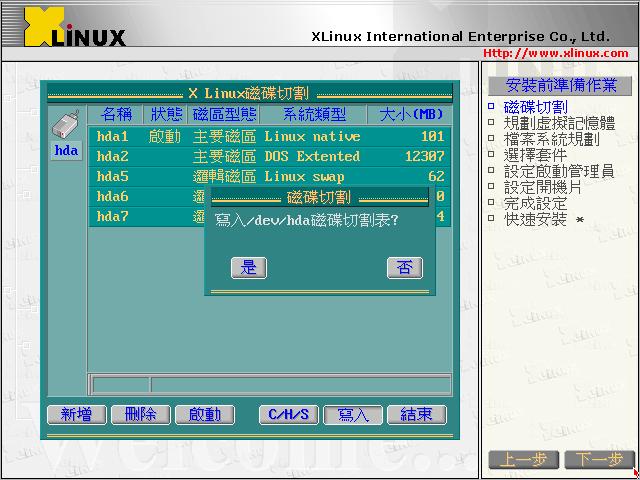 XLiNUX
XLinux International Enterprise Co., Ltd.
Http://www.xlinux.com
X Linux磁碟切割
名稱 狀態 磁區型態 系統類型 大小(MB)
hda
hda1 啟動 主要磁區 Linux native 101
hda2 主要磁區 DOS Extented 12307
hda5 邏輯磁區 Linux swap 62
hda6 邏 0
hda7 邏 4
磁碟切割
寫入/dev/hda磁碟切割表?
是 否
新增 刪除 啟動 C/H/S 寫入 結束
安裝前準備作業
磁碟切割
規劃虛擬記憶體
檔案系統規劃
選擇套件
設定啟動管理員
設定開機片
完成設定
快速安裝 *
welcome...
上一步 下一步